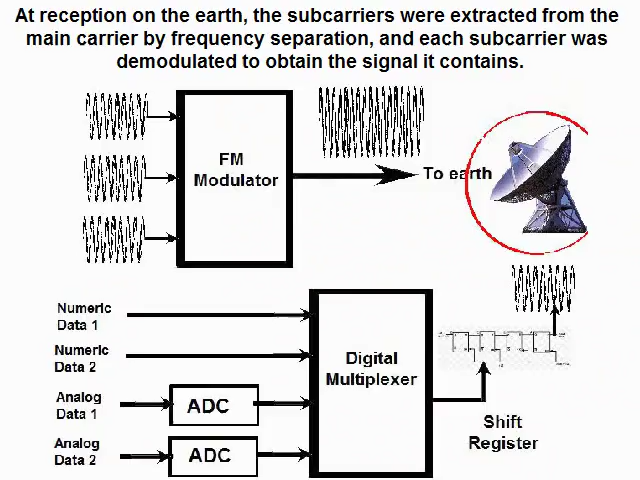 At reception on the earth, the subcarriers were extracted from the
main carrier by frequency separation, and each subcarrier was
demodulated to obtain the signal it contains.
FM
Modulator
To earth
Numeric
Data 1
Numeric
Data 2
Analog
Data 1
ADC
Analog
Data 2
ADC
Digital
Multiplexer
Shift
Register